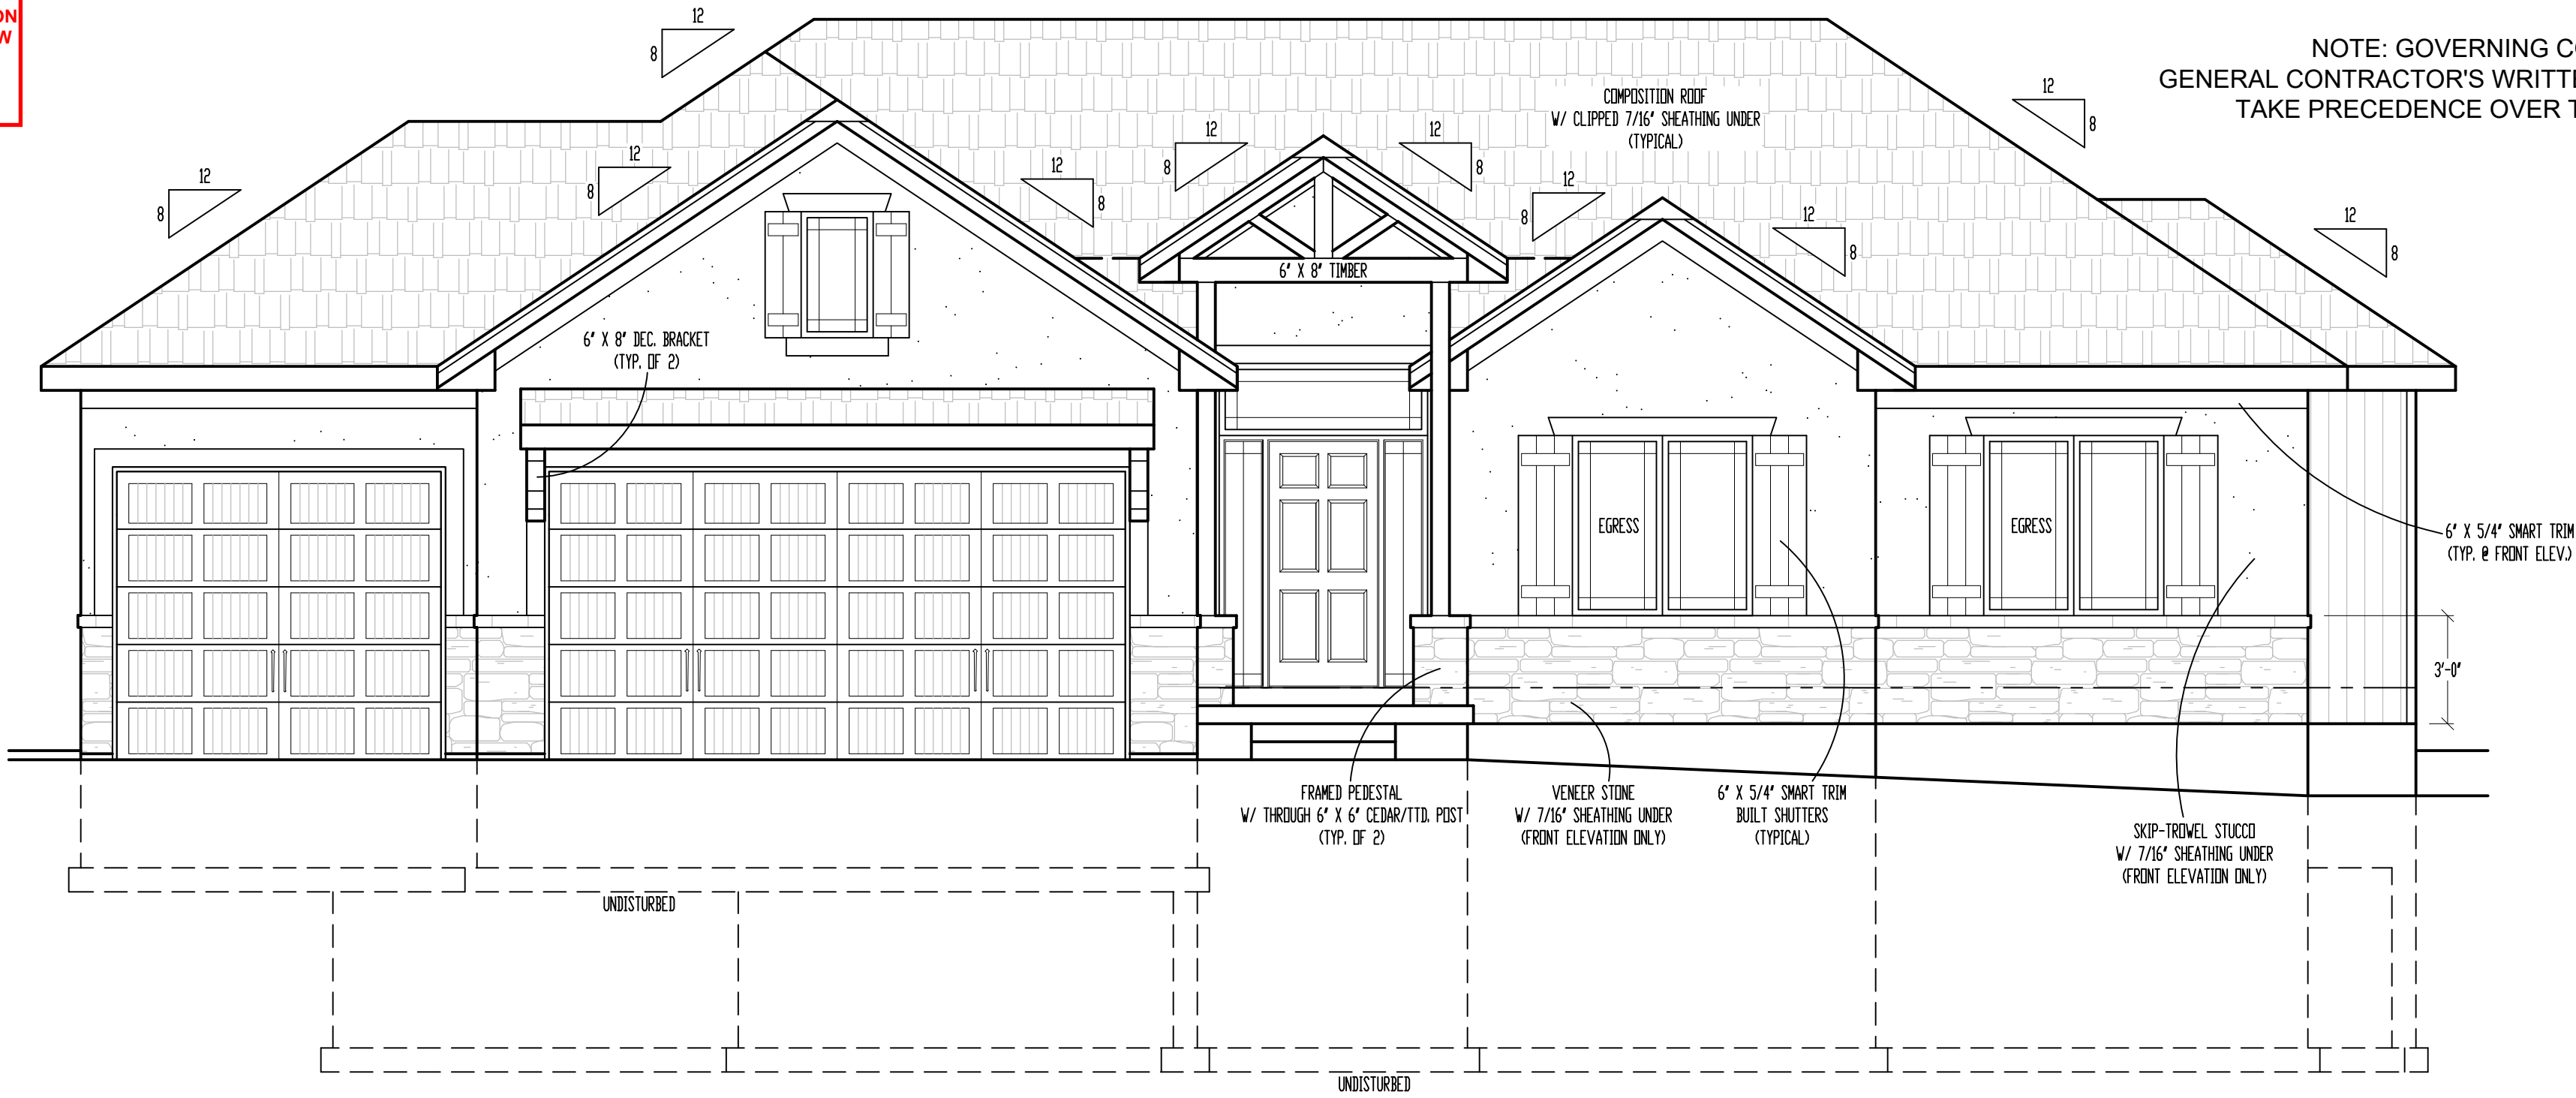 ON
W
NOTE: GOVERNING CO
GENERAL CONTRACTOR'S WRITTE
TAKE PRECEDENCE OVER T
12
8
12
8
12
8
12
8
12
8
12
8
12
8
12
8
12
8
12
8
COMPOSITION ROOF
W/ CLIPPED 7/16" SHEATHING UNDER
(TYPICAL)
6" X 8" TIMBER
6" X 8" DEC. BRACKET
(TYP. OF 2)
EGRESS
EGRESS
6" X 5/4" SMART TRIM
(TYP. @ FRONT ELEV.)
3'-0"
FRAMED PEDESTAL
W/ THROUGH 6" X 6" CEDAR/TTD. POST
(TYP. OF 2)
VENEER STONE
W/ 7/16" SHEATHING UNDER
(FRONT ELEVATION ONLY)
6" X 5/4" SMART TRIM
BUILT SHUTTERS
(TYPICAL)
SKIP-TROWEL STUCCO
W/ 7/16" SHEATHING UNDER
(FRONT ELEVATION ONLY)
UNDISTURBED
UNDISTURBED